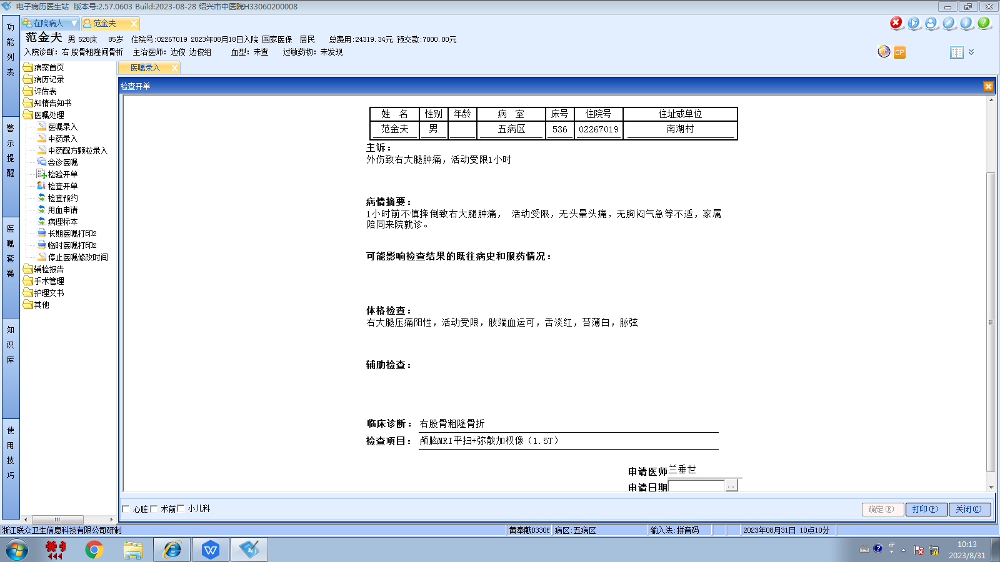 电子病历医生站 版本号:2.57.0603 Build:2023-08-28 绍兴市中医院H33060200008
在院病人 范金夫
范金夫 男 528床 85岁 住院号:02267019 2023年08月18日入院 国家医保 居民 总费用:24319.34元 预交款:7000.00元
入院诊断: 右 股骨粗隆间骨折 主治医师: 边俊 边俊组 血型: 未查 过敏药物: 未发现
CP
功能列表
警示提醒
医嘱套餐
知识库
使用技巧
病案首页
病历记录
评估表
知情告知书
医嘱处理
医嘱录入
中药录入
中药配方颗粒录入
会诊医嘱
检验开单
检查开单
检查预约
用血申请
病理标本
长期医嘱打印2
临时医嘱打印2
停止医嘱修改时间
辅检报告
手术管理
护理文书
其他
医嘱录入
检查开单
姓 名 性别 年龄 病 室 床号 住院号 住址或单位
范金夫 男 五病区 536 02267019 南湖村
主诉:
外伤致右大腿肿痛，活动受限1小时
病情摘要:
1小时前不慎摔倒致右大腿肿痛， 活动受限，无头晕头痛，无胸闷气急等不适，家属
陪同来院就诊。
可能影响检查结果的既往病史和服药情况:
体格检查:
右大腿压痛阳性，活动受限，肢端血运可，舌淡红，苔薄白，脉弦
辅助检查:
临床诊断: 右股骨粗隆骨折
检查项目: 颅脑MRI平扫+弥散加权像（1.5T）
申请医师 兰垂世
申请日期 ..
心脏 术前 小儿科
确定(E) 打印(P) 关闭(C)
浙江联众卫生信息科技有限公司研制 黄奉献D3306 病区:五病区 输入法:拼音码 2023年08月31日 10点10分
10:13
2023/8/31